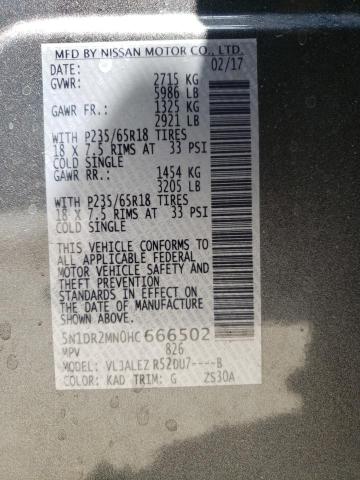 MFD BY NISSAN MOTOR CO., LTD.
DATE: 02/17
GVWR: 2715 KG
5986 LB
GAWR FR.: 1325 KG
2921 LB
WITH P235/65R18 TIRES
18 X 7.5 RIMS AT 33 PSI
COLD SINGLE
GAWR RR.: 1454 KG
3205 LB
WITH P235/65R18 TIRES
18 X 7.5 RIMS AT 33 PSI
COLD SINGLE
THIS VEHICLE CONFORMS TO
ALL APPLICABLE FEDERAL
MOTOR VEHICLE SAFETY
AND THEFT PREVENTION
STANDARDS IN EFFECT ON THE
DATE OF MANUFACTURE
SHOWN ABOVE.
5N1DR2MN0HC666502
MPV 826
MODEL: VLJALEZ R52DU7----B
COLOR: KAD TRIM: G ZS30A